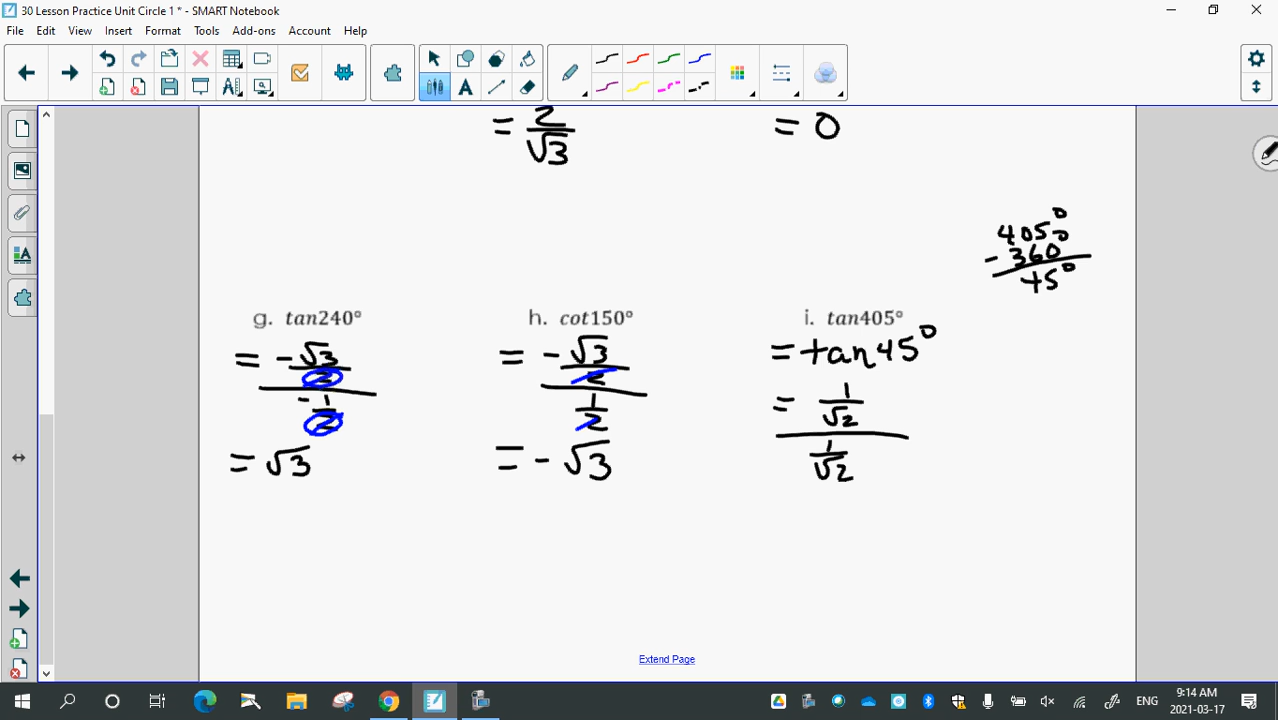 30 Lesson Practice Unit Circle 1 * - SMART Notebook
File Edit View Insert Format Tools Add-ons Account Help
= 2/√3
= 0
405°
- 360°
45°
g. tan240°
h. cot150°
i. tan405°
= -√3/2
-1/2
= √3
= -√3/2
1/2
= -√3
= tan45°
= 1/√2
1/√2
Extend Page
ENG
9:14 AM
2021-03-17